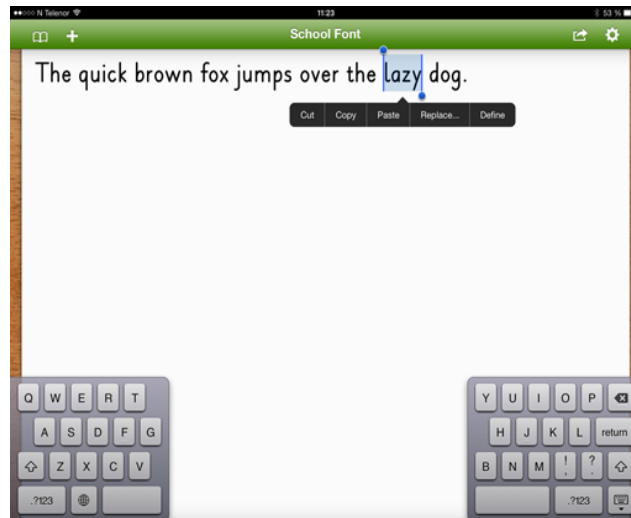 N Telenor 11:23 53 %
School Font
The quick brown fox jumps over the lazy dog.
Cut Copy Paste Replace... Define
Q W E R T Y U I O P
A S D F G H J K L return
Z X C V B N M ! , ? .
.?123 .?123